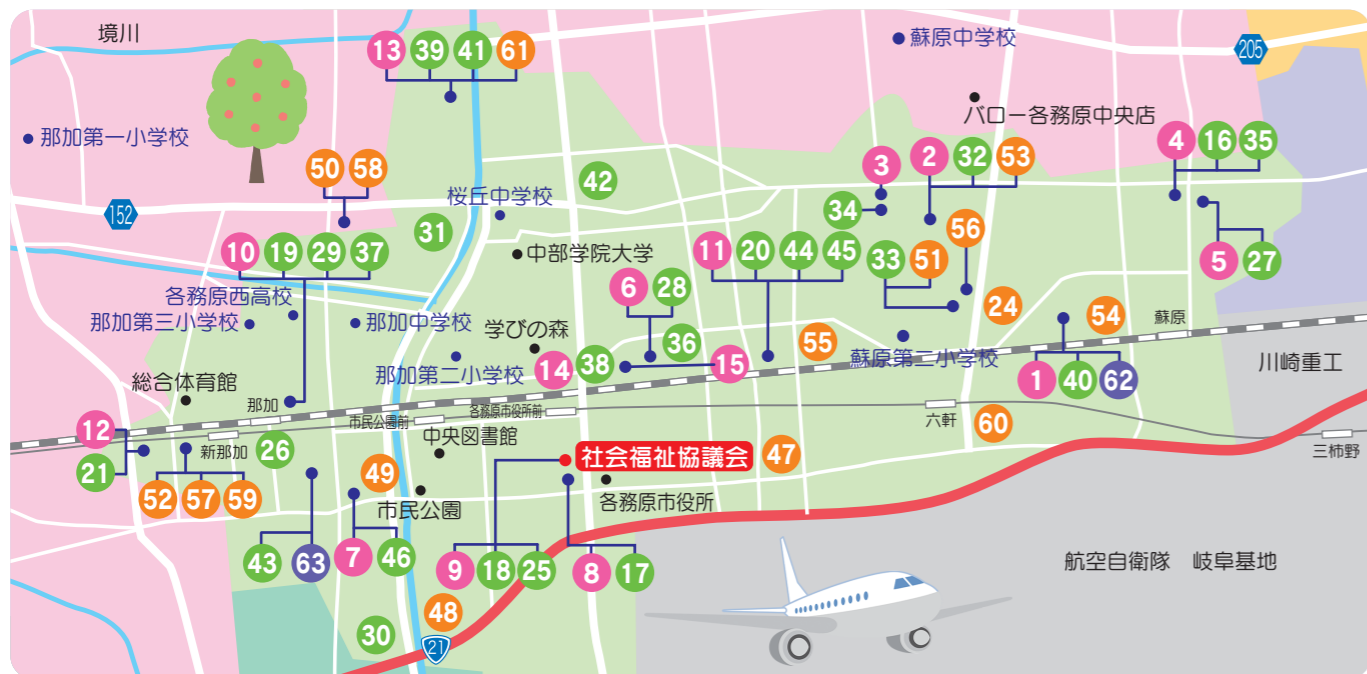 境川
13 39 41 61
蘇原中学校
205
バロー各務原中央店
那加第一小学校
50 58
42
3
2 32 53
4 16 35
152
桜丘中学校
31
34
56
10 19 29 37
中部学院大学
11 20 44 45
33 51
5 27
6 28
各務原西高校
那加第三小学校
那加中学校
学びの森
36
55
24
54
蘇原
那加第二小学校
14 38
15
蘇原第二小学校
1 40 62
川崎重工
総合体育館
那加
市民公園前
各務原市役所前
六軒
60
三柿野
12
新那加
26
中央図書館
社会福祉協議会
47
21
52 57 59
49
市民公園
各務原市役所
43 63
7 46
9 18 25
8 17
航空自衛隊 岐阜基地
48
30
21